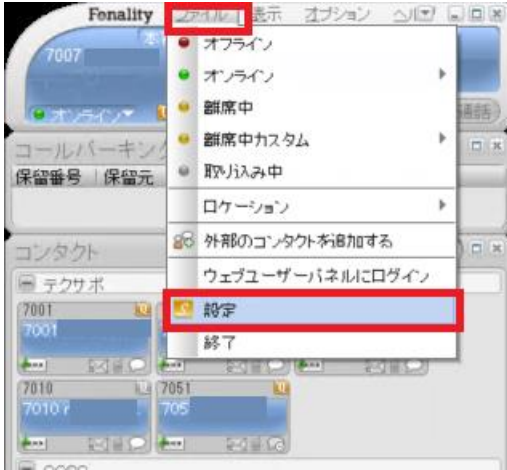 Fonality ファイル 表示 オプション ヘル
7007
オンライン
オフライン
オンライン
離席中
離席中カスタム
取り込み中
ロケーション
外部のコンタクトを追加する
ウェブユーザーパネルにログイン
設定
終了
通話
コールパーキング
保留番号 保留元
コンタクト
テクサポ
7001
7001
7010 7051
7010 705